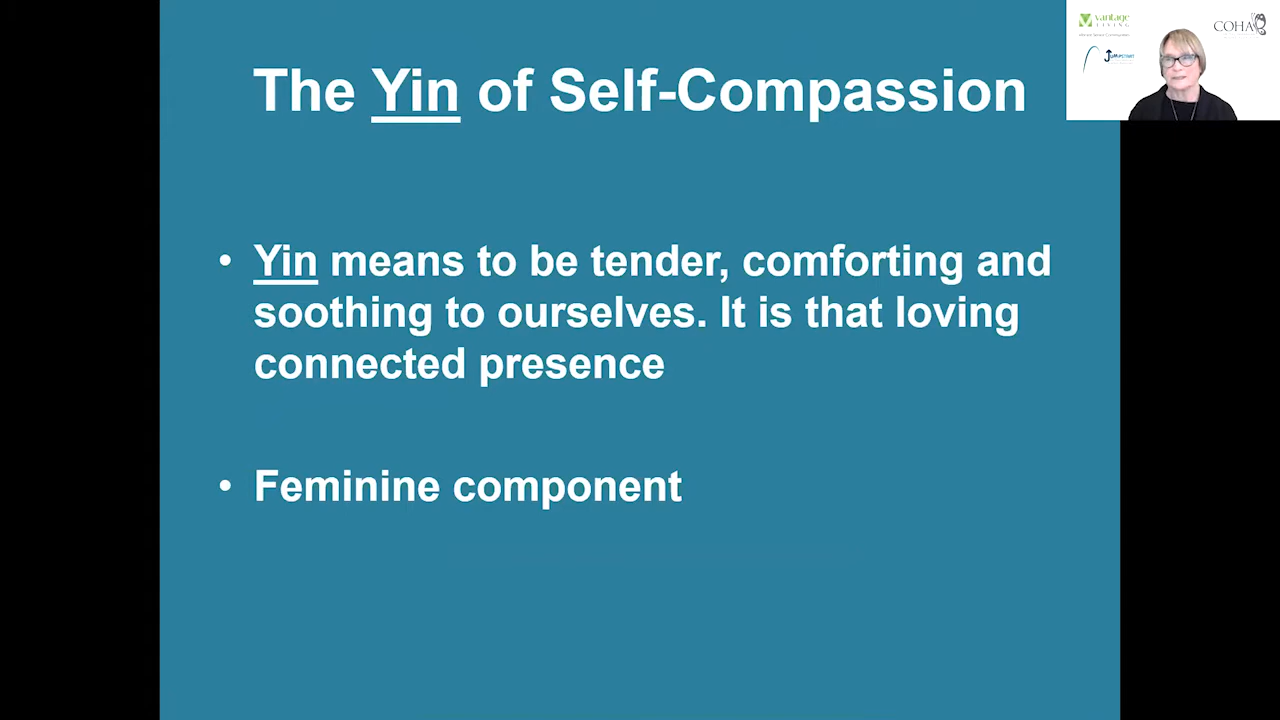 The Yin of Self-Compassion
• Yin means to be tender, comforting and
soothing to ourselves. It is that loving
connected presence
• Feminine component
vantage
LIVING
COHA